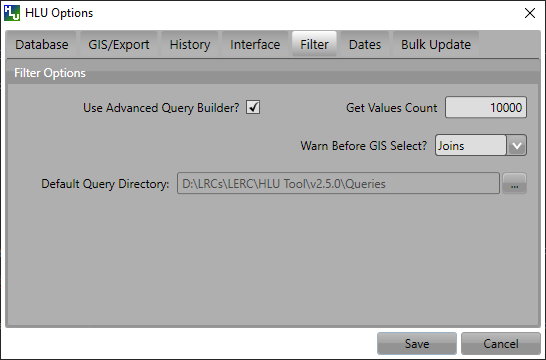 HLU Options
Database GIS/Export History Interface Filter Dates Bulk Update
Filter Options
Use Advanced Query Builder? Get Values Count 10000
Warn Before GIS Select? Joins
Default Query Directory: D:\LRCs\LERC\HLU Tool\v2.5.0\Queries ...
Save Cancel